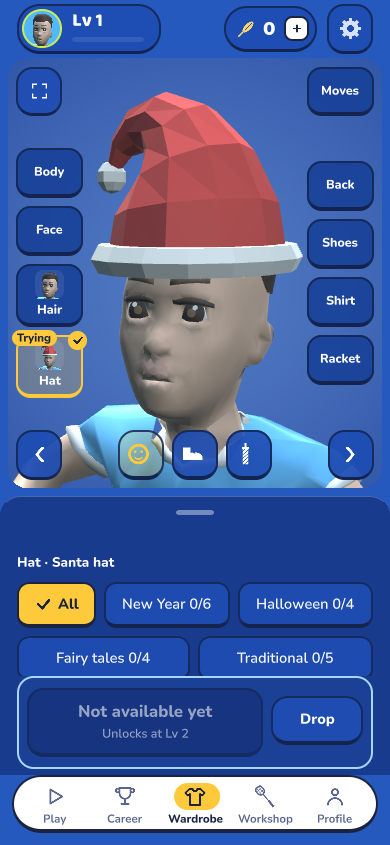 Lv 1
0
+
Moves
Body
Back
Face
Shoes
Hair
Shirt
Trying
Hat
Racket
Hat · Santa hat
All
New Year 0/6
Halloween 0/4
Fairy tales 0/4
Traditional 0/5
Not available yet
Unlocks at Lv 2
Drop
Play
Career
Wardrobe
Workshop
Profile